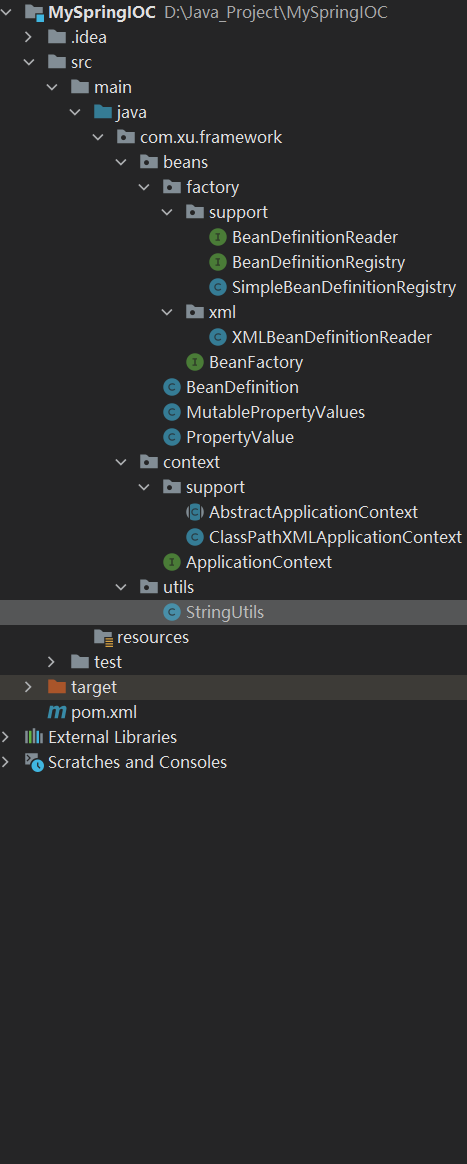 MySpringIOC D:\Java_Project\MySpringIOC
.idea
src
main
java
com.xu.framework
beans
factory
support
BeanDefinitionReader
BeanDefinitionRegistry
SimpleBeanDefinitionRegistry
xml
XMLBeanDefinitionReader
BeanFactory
BeanDefinition
MutablePropertyValues
PropertyValue
context
support
AbstractApplicationContext
ClassPathXMLApplicationContext
ApplicationContext
utils
StringUtils
resources
test
target
pom.xml
External Libraries
Scratches and Consoles